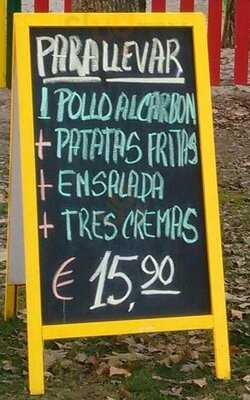 PARA LLEVAR
1 POLLO AL CARBON
+ PATATAS FRITAS
+ ENSALADA
+ TRES CREMAS
€ 15,90